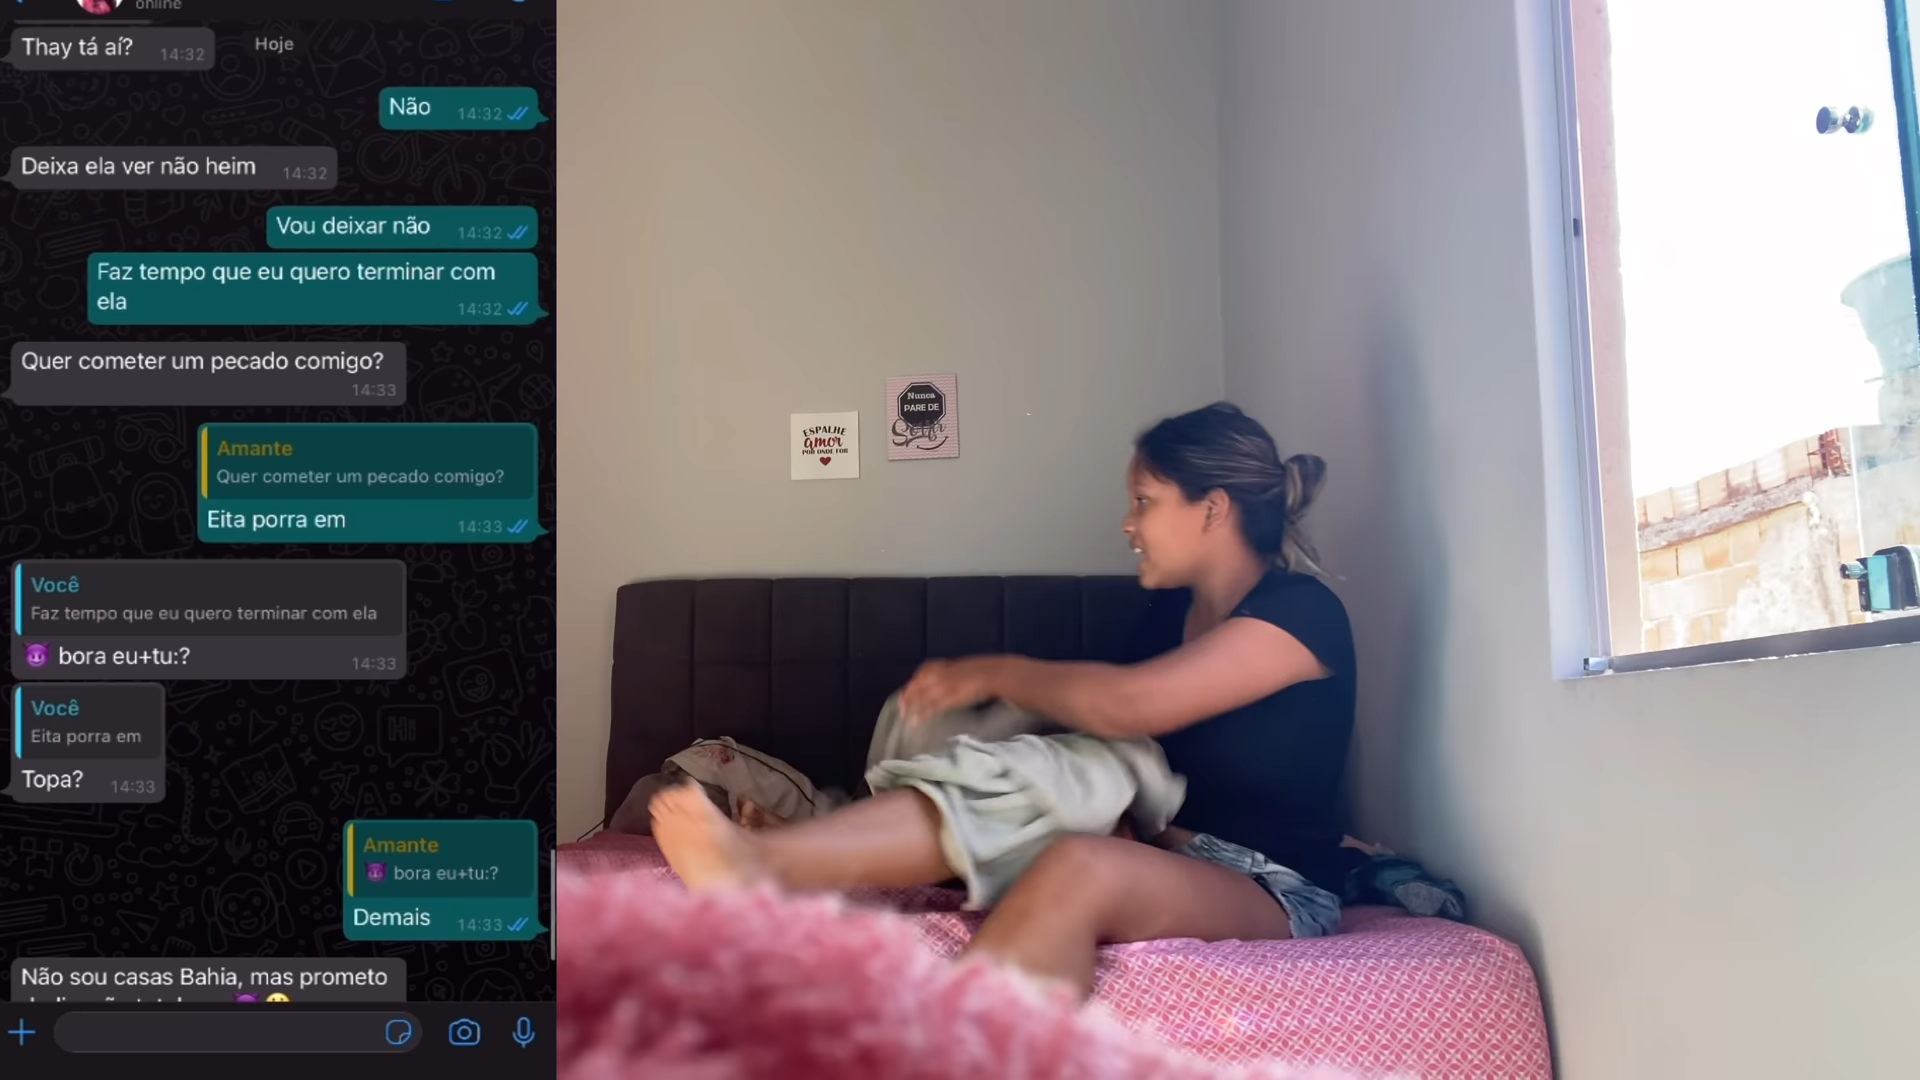 online
Thay tá aí? 14:32
Hoje
Não 14:32
Deixa ela ver não heim 14:32
Vou deixar não 14:32
Faz tempo que eu quero terminar com
ela 14:32
Quer cometer um pecado comigo?
14:33
Amante
Quer cometer um pecado comigo?
Eita porra em 14:33
Você
Faz tempo que eu quero terminar com ela
😈 bora eu+tu:? 14:33
Você
Eita porra em
Topa? 14:33
Amante
😈 bora eu+tu:?
Demais 14:33
Não sou casas Bahia, mas prometo
ESPALHE
amor
POR ONDE FOR
Nunca
PARE DE
Sorrir